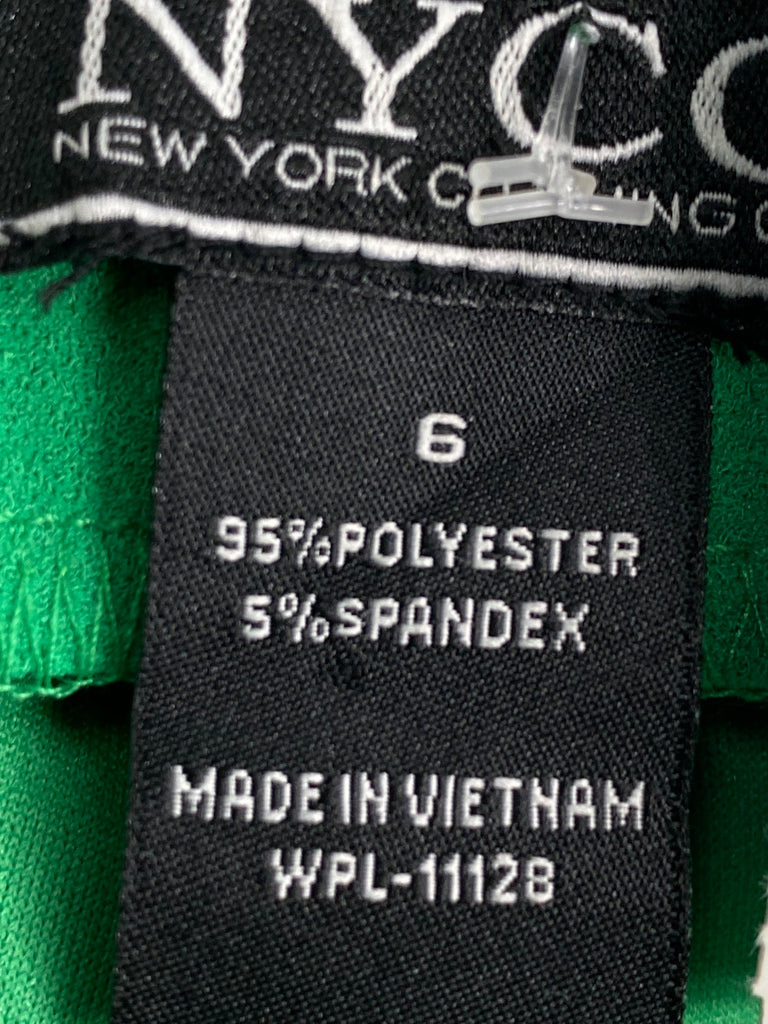 NYC
NEW YORK
6
95%POLYESTER
5%SPANDEX
MADE IN VIETNAM
WPL-11128